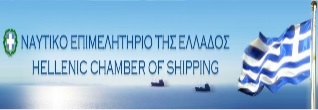 ΝΑΥΤΙΚΟ ΕΠΙΜΕΛΗΤΗΡΙΟ ΤΗΣ ΕΛΛΑΔΟΣ
HELLENIC CHAMBER OF SHIPPING